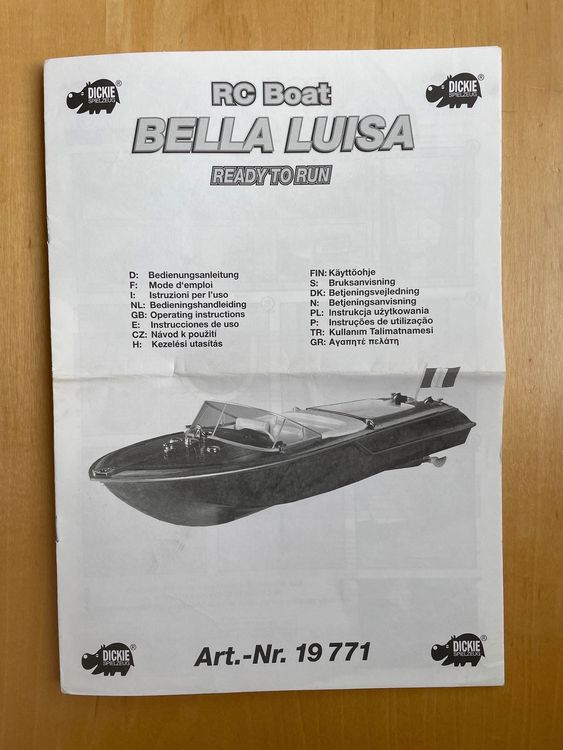 DICKIE®
SPIELZEUG
DICKIE®
SPIELZEUG
RC Boat
BELLA LUISA
READY TO RUN
D: Bedienungsanleitung
F: Mode d'emploi
I: Istruzioni per l'uso
NL: Bedieningshandleiding
GB: Operating instructions
E: Instrucciones de uso
CZ: Návod k použití
H: Kezelési utasítás
FIN: Käyttöohje
S: Bruksanvisning
DK: Betjeningsvejledning
N: Betjeningsanvisning
PL: Instrukcja użytkowania
P: Instruções de utilização
TR: Kullanım Talimatnamesi
GR: Αγαπητέ πελάτη
DICKIE®
SPIELZEUG
Art.-Nr. 19 771
DICKIE®
SPIELZEUG